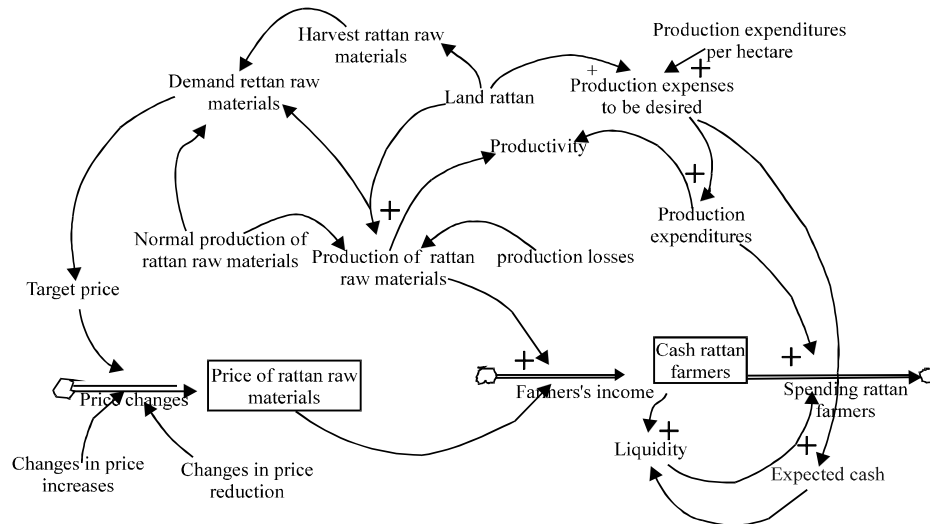 Harvest rattan raw
materials
Production expenditures
per hectare
Demand rettan raw
materials
Land rattan
+
+
Production expenses
to be desired
Productivity
+
Production
expenditures
+
Normal production of
rattan raw materials
Production of rattan
raw materials
production losses
Target price
+
Cash rattan
farmers
+
Price of rattan raw
materials
Price changes
Farmers's income
Spending rattan
farmers
+
Liquidity
+
Expected cash
Changes in price
increases
Changes in price
reduction